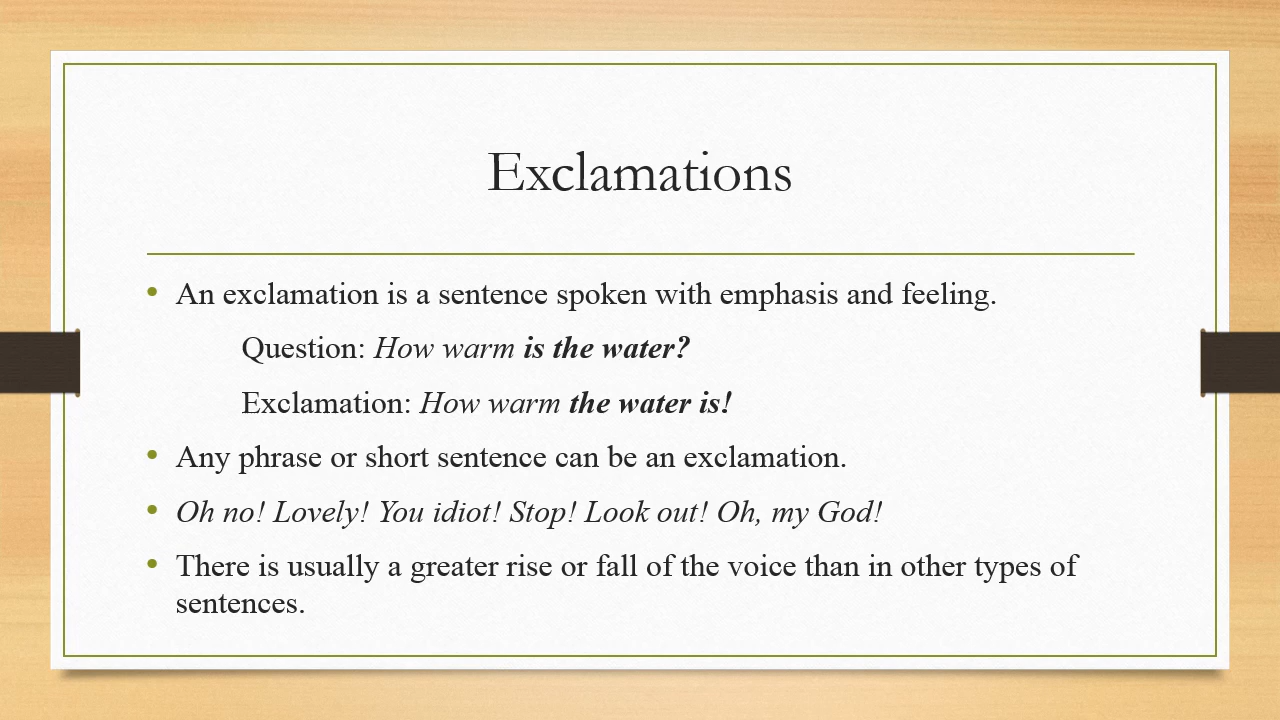 Exclamations
• An exclamation is a sentence spoken with emphasis and feeling.
Question: How warm is the water?
Exclamation: How warm the water is!
• Any phrase or short sentence can be an exclamation.
• Oh no! Lovely! You idiot! Stop! Look out! Oh, my God!
• There is usually a greater rise or fall of the voice than in other types of
sentences.